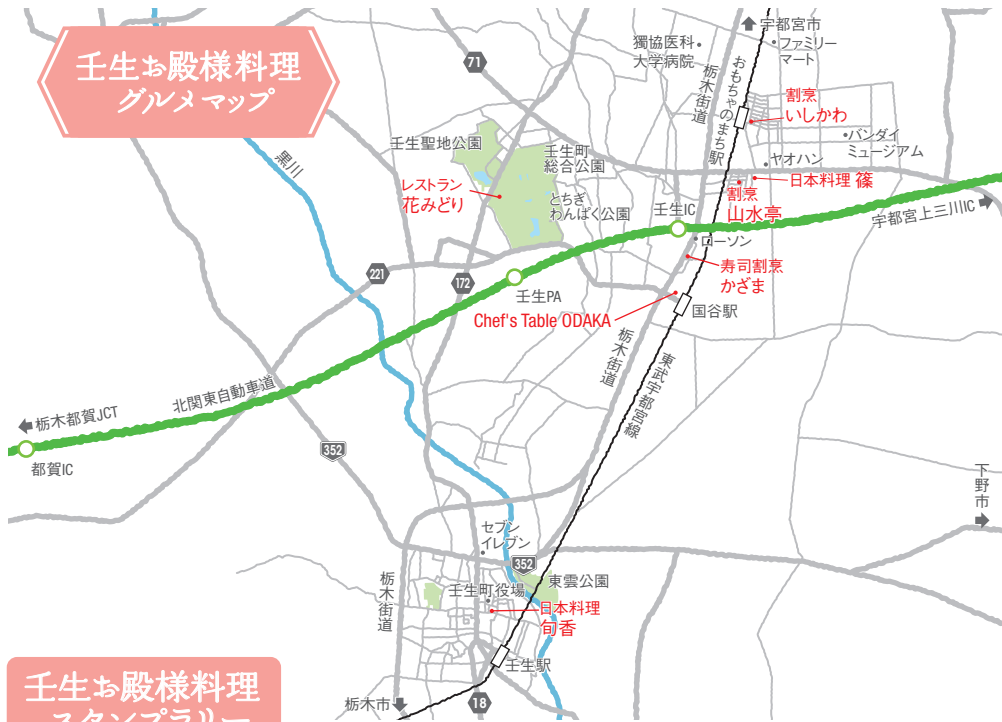 壬生お殿様料理
グルメマップ
宇都宮市
ファミリー
マート
獨協医科
大学病院
71
栃木街道
おもちゃのまち駅
割烹
いしかわ
バンダイ
ミュージアム
ヤオハン
日本料理 篠
割烹
山水亭
壬生聖地公園
壬生町
総合公園
レストラン
花みどり
とちぎ
わんぱく公園
壬生IC
宇都宮上三川IC
ローソン
黒川
221
172
壬生PA
寿司割烹
かざま
Chef's Table ODAKA
国谷駅
栃木街道
東武宇都宮線
北関東自動車道
栃木都賀JCT
都賀IC
352
下野市
セブン
イレブン
352
東雲公園
壬生町役場
栃木街道
日本料理
旬香
壬生駅
栃木市
18
壬生お殿様料理
スタンプラリー